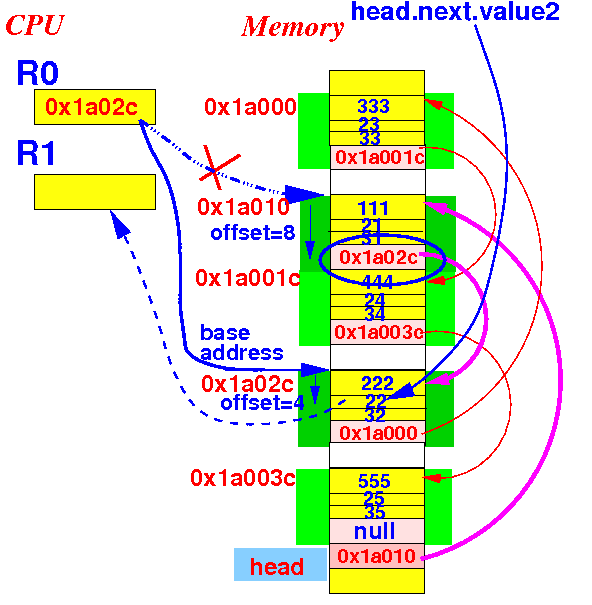 head.next.value2
CPU
Memory
R0
0x1a02c
0x1a000
333
23
33
0x1a001c
R1
0x1a010
111
21
31
0x1a02c
offset=8
0x1a001c
444
24
34
0x1a003c
base
address
0x1a02c
222
22
32
0x1a000
offset=4
0x1a003c
555
25
35
null
head
0x1a010